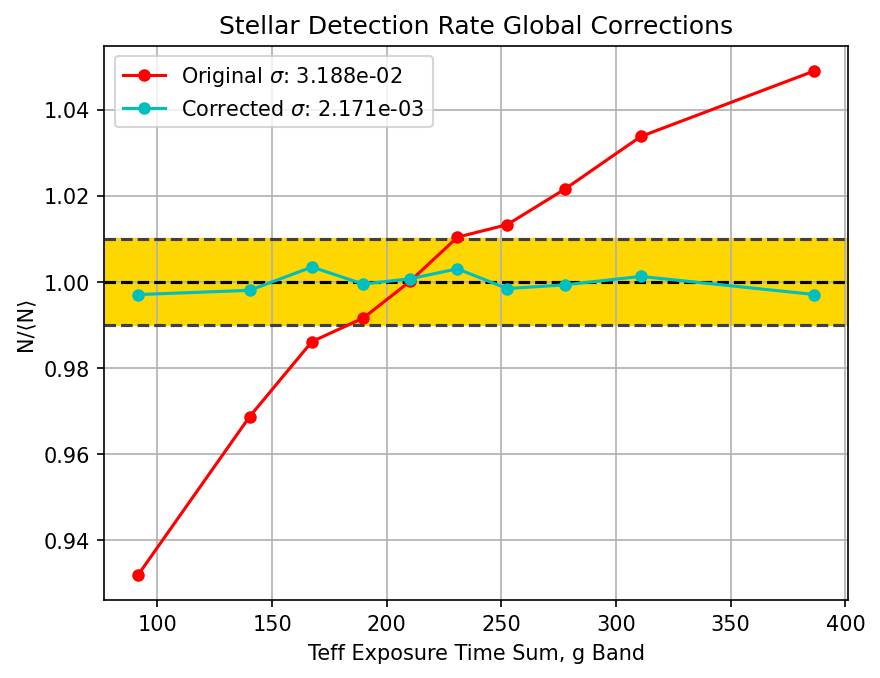 Stellar Detection Rate Global Corrections
Original σ: 3.188e-02
Corrected σ: 2.171e-03
N/⟨N⟩
1.04
1.02
1.00
0.98
0.96
0.94
100 150 200 250 300 350 400
Teff Exposure Time Sum, g Band